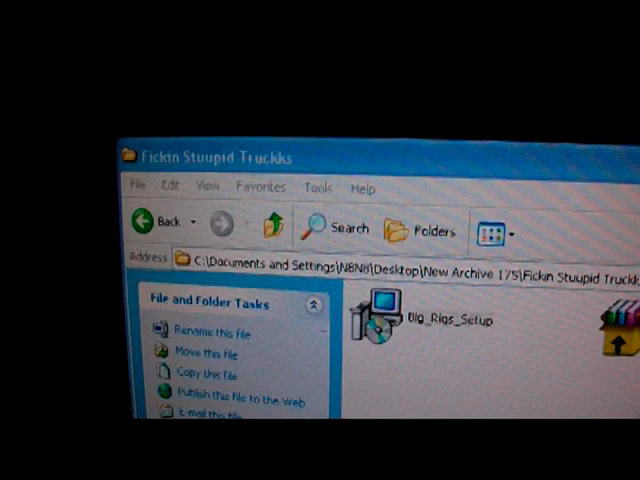 Fickin Stuupid Truckks
File Edit View Favorites Tools Help
Back Search Folders
Address C:\Documents and Settings\N8N8\Desktop\New Archive 175\Fickin Stuupid Truckk
File and Folder Tasks
Big_Rigs_Setup
Rename this file
Move this file
Copy this file
Publish this file to the Web
E-mail this file